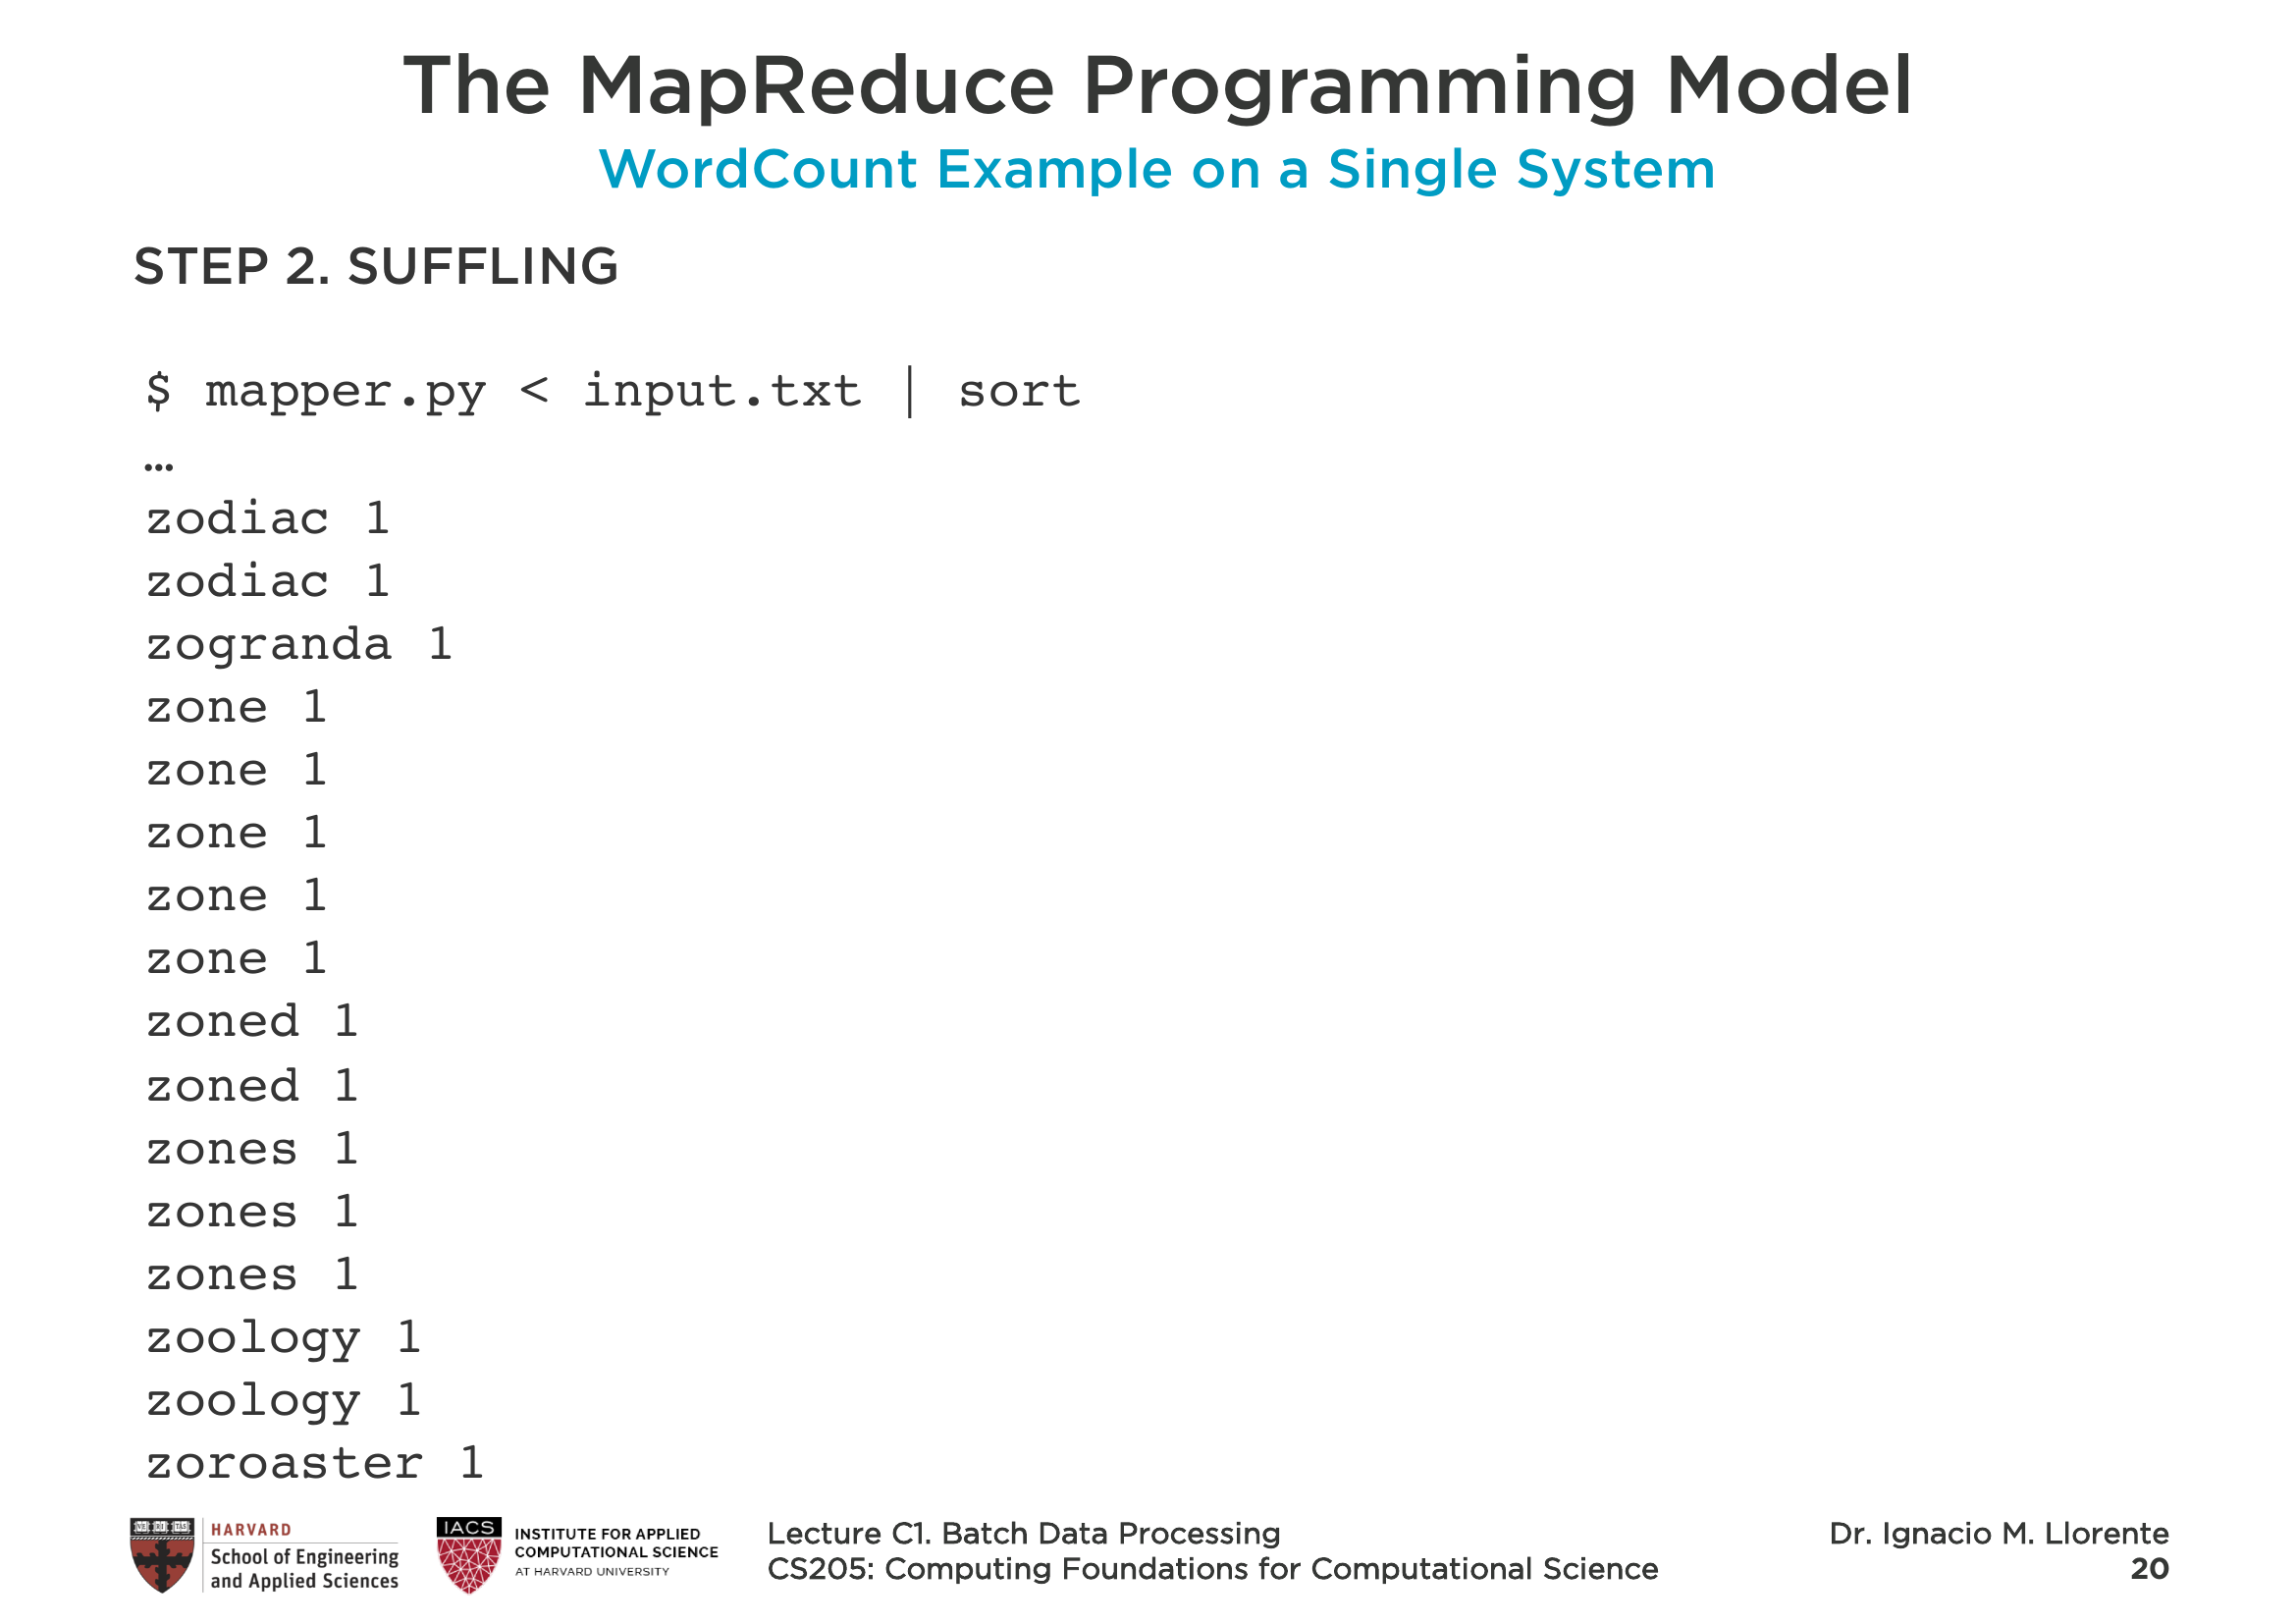 The MapReduce Programming Model
WordCount Example on a Single System
STEP 2. SUFFLING
$ mapper.py < input.txt | sort
…
zodiac 1
zodiac 1
zogranda 1
zone 1
zone 1
zone 1
zone 1
zone 1
zoned 1
zoned 1
zones 1
zones 1
zones 1
zoology 1
zoology 1
zoroaster 1
VE RI TAS
HARVARD
School of Engineering
and Applied Sciences
IACS
INSTITUTE FOR APPLIED
COMPUTATIONAL SCIENCE
AT HARVARD UNIVERSITY
Lecture C1. Batch Data Processing
CS205: Computing Foundations for Computational Science
Dr. Ignacio M. Llorente
20